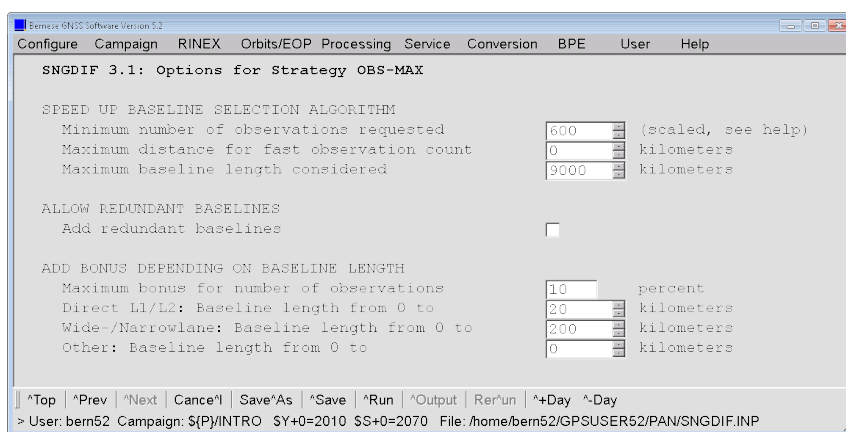 Bernese GNSS Software Version 5.2
Configure Campaign RINEX Orbits/EOP Processing Service Conversion BPE User Help
SNGDIF 3.1: Options for Strategy OBS-MAX
SPEED UP BASELINE SELECTION ALGORITHM
Minimum number of observations requested 600 (scaled, see help)
Maximum distance for fast observation count 0 kilometers
Maximum baseline length considered 9000 kilometers
ALLOW REDUNDANT BASELINES
Add redundant baselines
ADD BONUS DEPENDING ON BASELINE LENGTH
Maximum bonus for number of observations 10 percent
Direct L1/L2: Baseline length from 0 to 20 kilometers
Wide-/Narrowlane: Baseline length from 0 to 200 kilometers
Other: Baseline length from 0 to 0 kilometers
^Top ^Prev ^Next Cance^l Save^As ^Save ^Run ^Output Rer^un ^+Day ^-Day
> User: bern52 Campaign: ${P}/INTRO $Y+0=2010 $S+0=2070 File: /home/bern52/GPSUSER52/PAN/SNGDIF.INP